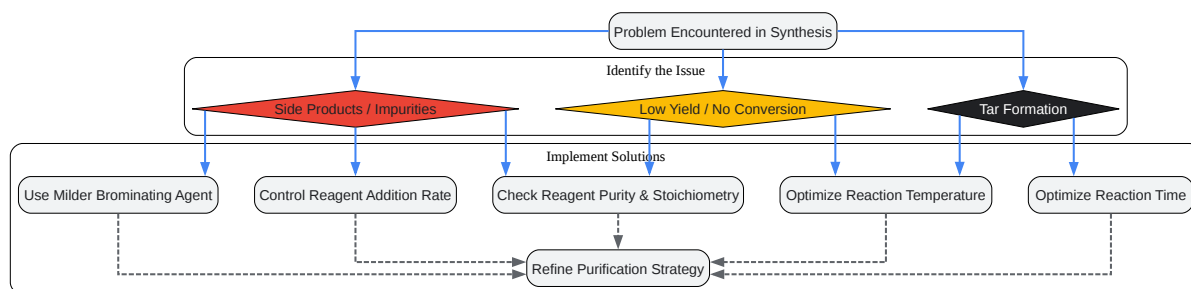 Problem Encountered in Synthesis
Identify the Issue
Side Products / Impurities
Low Yield / No Conversion
Tar Formation
Implement Solutions
Use Milder Brominating Agent
Control Reagent Addition Rate
Check Reagent Purity & Stoichiometry
Optimize Reaction Temperature
Optimize Reaction Time
Refine Purification Strategy